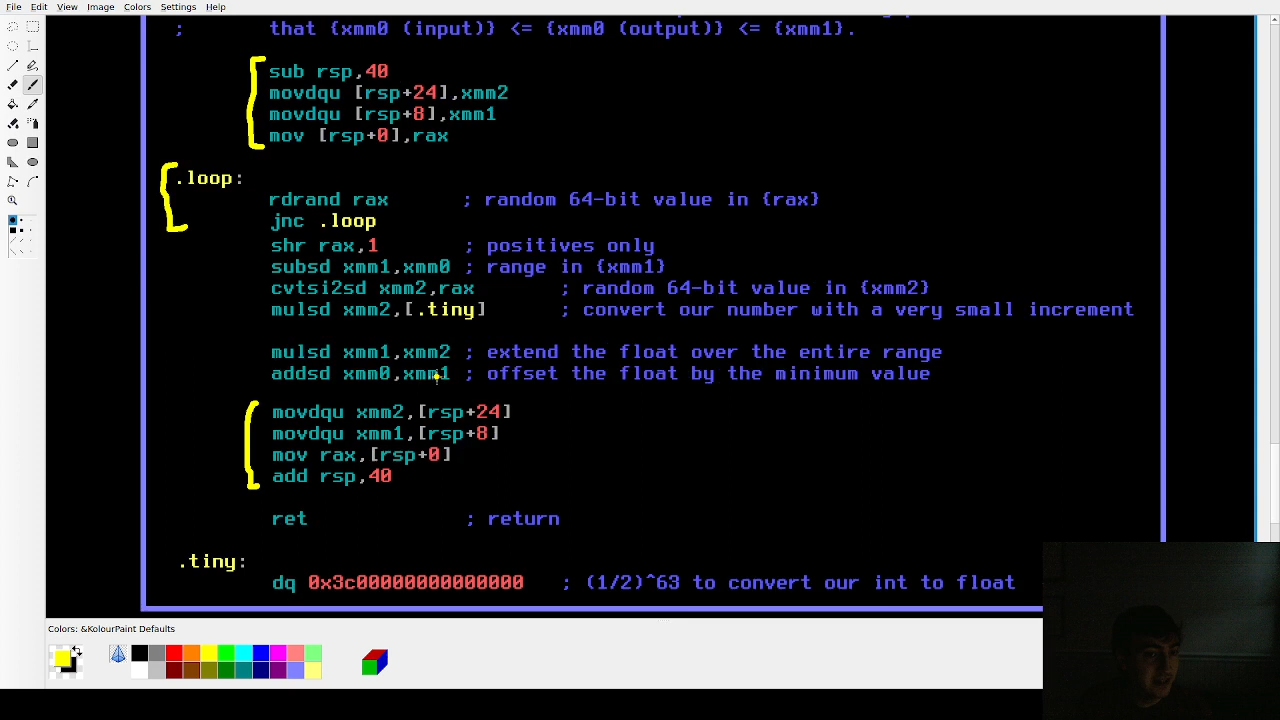 File Edit View Image Colors Settings Help
; that {xmm0 (input)} <= {xmm0 (output)} <= {xmm1}.
sub rsp,40
movdqu [rsp+24],xmm2
movdqu [rsp+8],xmm1
mov [rsp+0],rax
.loop:
rdrand rax ; random 64-bit value in {rax}
jnc .loop
shr rax,1 ; positives only
subsd xmm1,xmm0 ; range in {xmm1}
cvtsi2sd xmm2,rax ; random 64-bit value in {xmm2}
mulsd xmm2,[.tiny] ; convert our number with a very small increment
mulsd xmm1,xmm2 ; extend the float over the entire range
addsd xmm0,xmm1 ; offset the float by the minimum value
movdqu xmm2,[rsp+24]
movdqu xmm1,[rsp+8]
mov rax,[rsp+0]
add rsp,40
ret ; return
.tiny:
dq 0x3c00000000000000 ; (1/2)^63 to convert our int to float
Colors: &KolourPaint Defaults